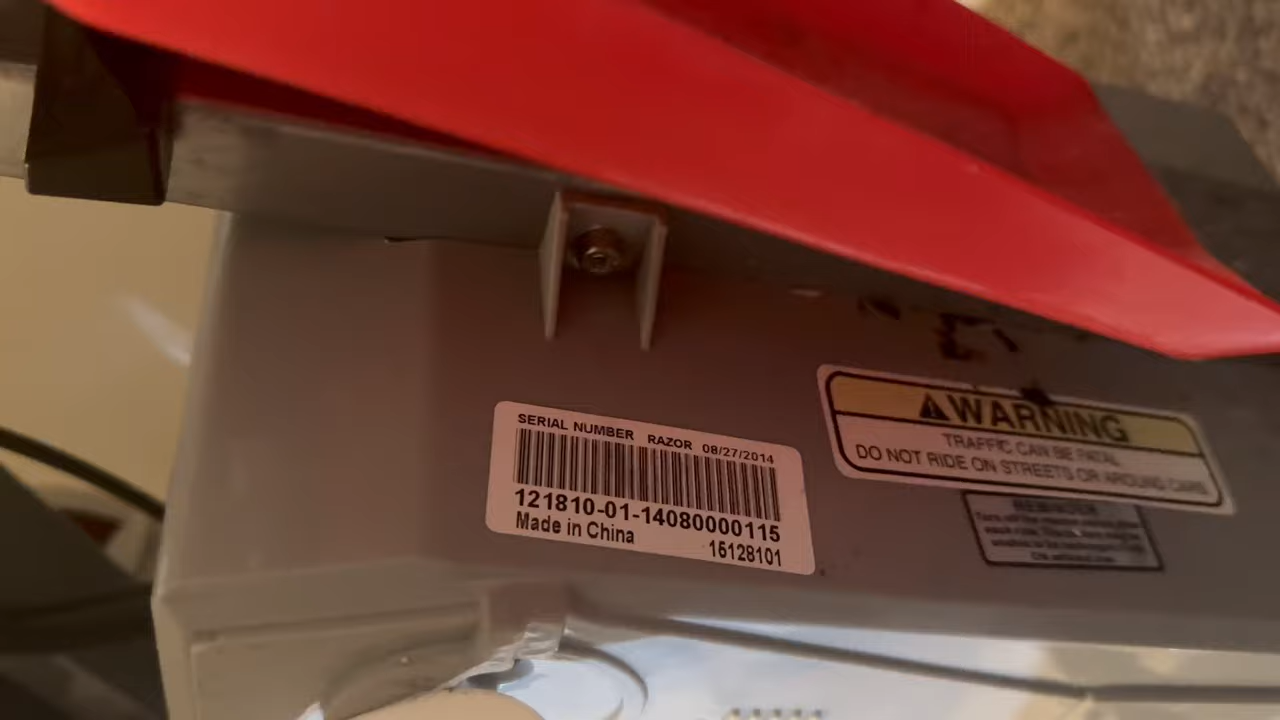 SERIAL NUMBER RAZOR 08/27/2014
121810-01-14080000115
Made in China
15128101
WARNING
TRAFFIC CAN BE FATAL
DO NOT RIDE ON STREETS OR AROUND CARS
REMINDER